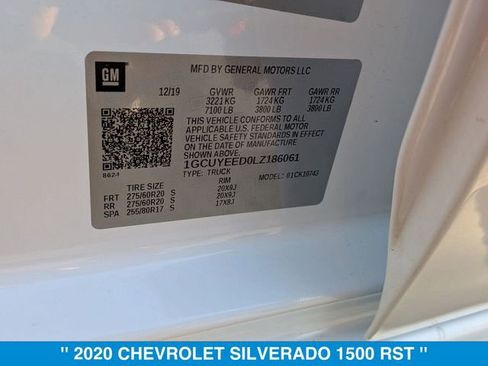 GM
MFD BY GENERAL MOTORS LLC
12/19 GVWR GAWR FRT GAWR RR
3221 KG 1724 KG 1724 KG
7100 LB 3800 LB 3800 LB
THIS VEHICLE CONFORMS TO ALL
APPLICABLE U.S. FEDERAL MOTOR
VEHICLE SAFETY STANDARDS IN EFFECT
ON THE DATE OF MANUFACTURE
SHOWN ABOVE.
1GCUYEED0LZ186061
TYPE: TRUCK MODEL: 01CK10743
8624
TIRE SIZE RIM
FRT 275/60R20 S 20X9J
RR 275/60R20 S 20X9J
SPA 255/80R17 S 17X8J
" 2020 CHEVROLET SILVERADO 1500 RST "